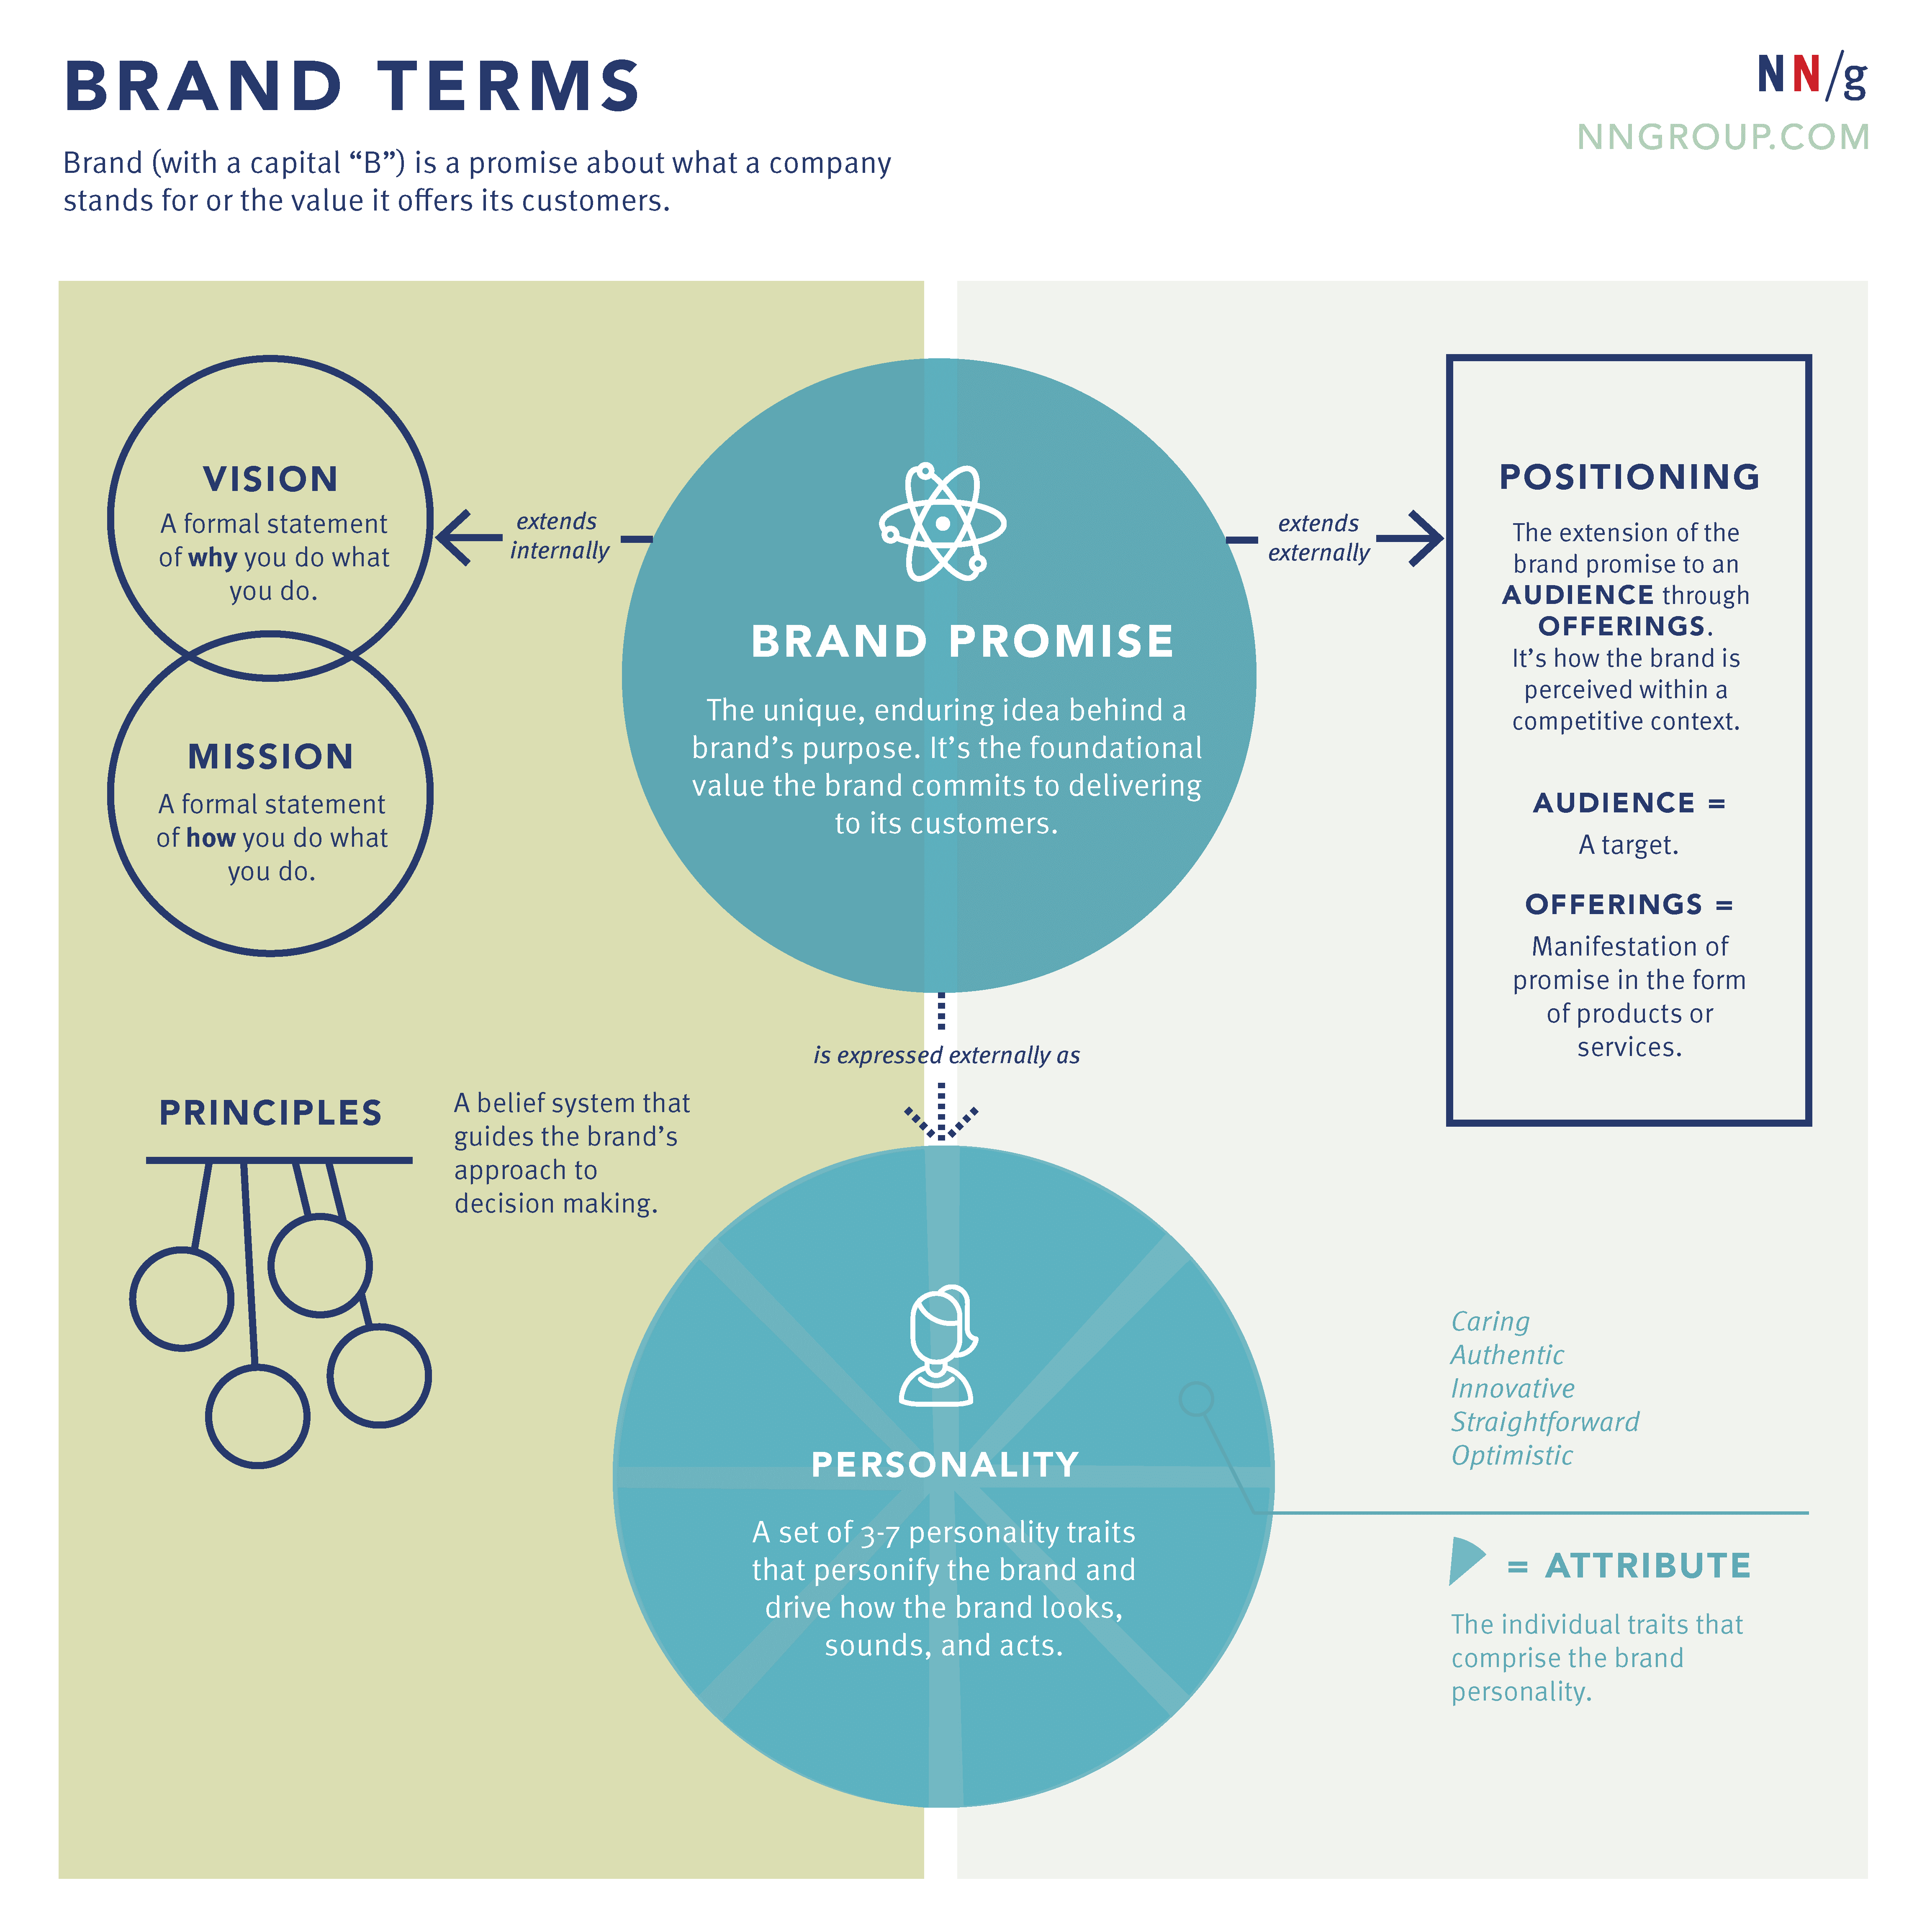 BRAND TERMS
Brand (with a capital “B”) is a promise about what a company
stands for or the value it offers its customers.
NN/g
NNGROUP.COM
VISION
A formal statement
of why you do what
you do.
MISSION
A formal statement
of how you do what
you do.
extends
internally
BRAND PROMISE
The unique, enduring idea behind a
brand’s purpose. It’s the foundational
value the brand commits to delivering
to its customers.
extends
externally
POSITIONING
The extension of the
brand promise to an
AUDIENCE through
OFFERINGS.
It’s how the brand is
perceived within a
competitive context.
AUDIENCE =
A target.
OFFERINGS =
Manifestation of
promise in the form
of products or
services.
is expressed externally as
PRINCIPLES
A belief system that
guides the brand’s
approach to
decision making.
PERSONALITY
A set of 3-7 personality traits
that personify the brand and
drive how the brand looks,
sounds, and acts.
Caring
Authentic
Innovative
Straightforward
Optimistic
= ATTRIBUTE
The individual traits that
comprise the brand
personality.